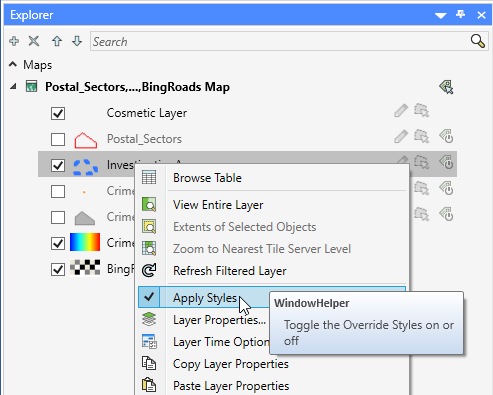 Explorer
Search
Maps
Postal_Sectors,...,BingRoads Map
Cosmetic Layer
Postal_Sectors
Browse Table
Crime
View Entire Layer
Crime
Extents of Selected Objects
Crime
Zoom to Nearest Tile Server Level
Refresh Filtered Layer
Apply Styles
WindowHelper
Toggle the Override Styles on or
off
Layer Properties...
Layer Time Option
Copy Layer Properties
Paste Layer Properties